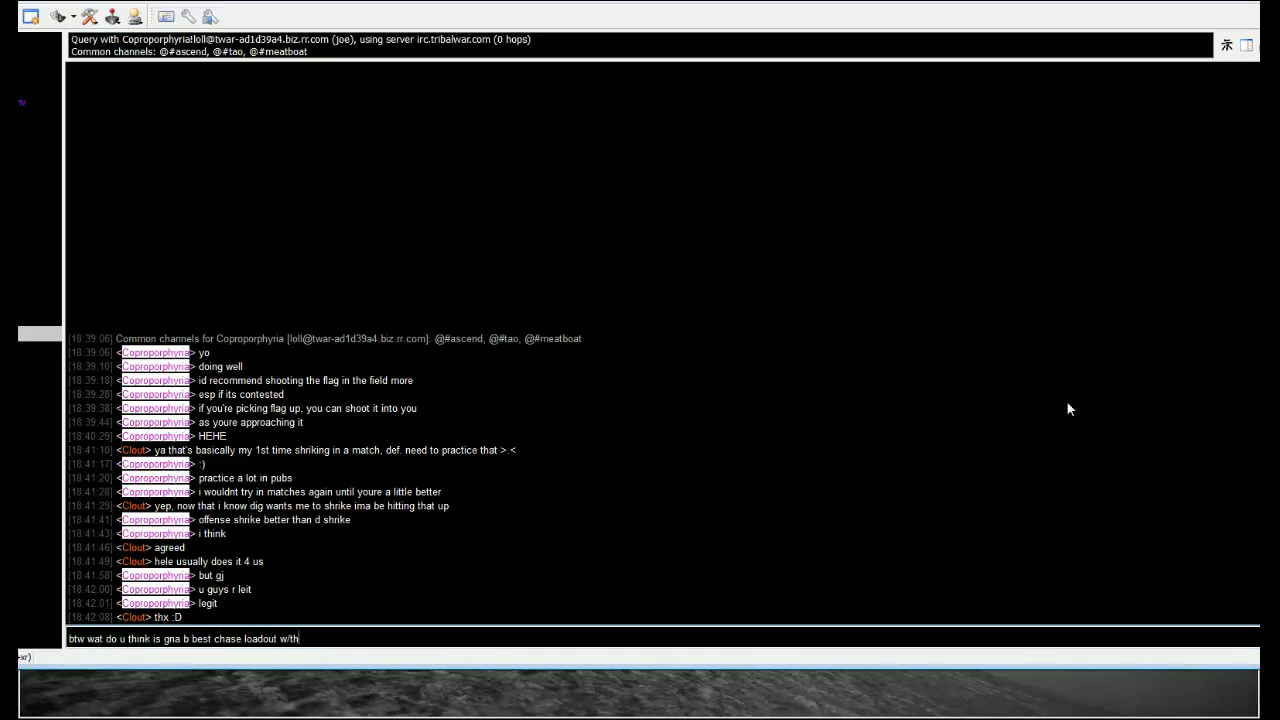 Query with Coproporphyria!loll@twar-ad1d39a4.biz.rr.com (joe), using server irc.tribalwar.com (0 hops)
Common channels: @#ascend, @#tao, @#meatboat
[18:39:06] Common channels for Coproporphyria [loll@twar-ad1d39a4.biz.rr.com]: @#ascend, @#tao, @#meatboat
[18:39:06] <Coproporphyria> yo
[18:39:10] <Coproporphyria> doing well
[18:39:18] <Coproporphyria> id recommend shooting the flag in the field more
[18:39:28] <Coproporphyria> esp if its contested
[18:39:38] <Coproporphyria> if you're picking flag up, you can shoot it into you
[18:39:44] <Coproporphyria> as youre approaching it
[18:40:29] <Coproporphyria> HEHE
[18:41:10] <Clout> ya that's basically my 1st time shriking in a match, def. need to practice that >.<
[18:41:17] <Coproporphyria> :)
[18:41:20] <Coproporphyria> practice a lot in pubs
[18:41:28] <Coproporphyria> i wouldnt try in matches again until youre a little better
[18:41:29] <Clout> yep, now that i know dig wants me to shrike ima be hitting that up
[18:41:41] <Coproporphyria> offense shrike better than d shrike
[18:41:43] <Coproporphyria> i think
[18:41:46] <Clout> agreed
[18:41:49] <Clout> hele usually does it 4 us
[18:41:58] <Coproporphyria> but gj
[18:42:00] <Coproporphyria> u guys r leit
[18:42:01] <Coproporphyria> legit
[18:42:08] <Clout> thx :D
btw wat do u think is gna b best chase loadout w/th